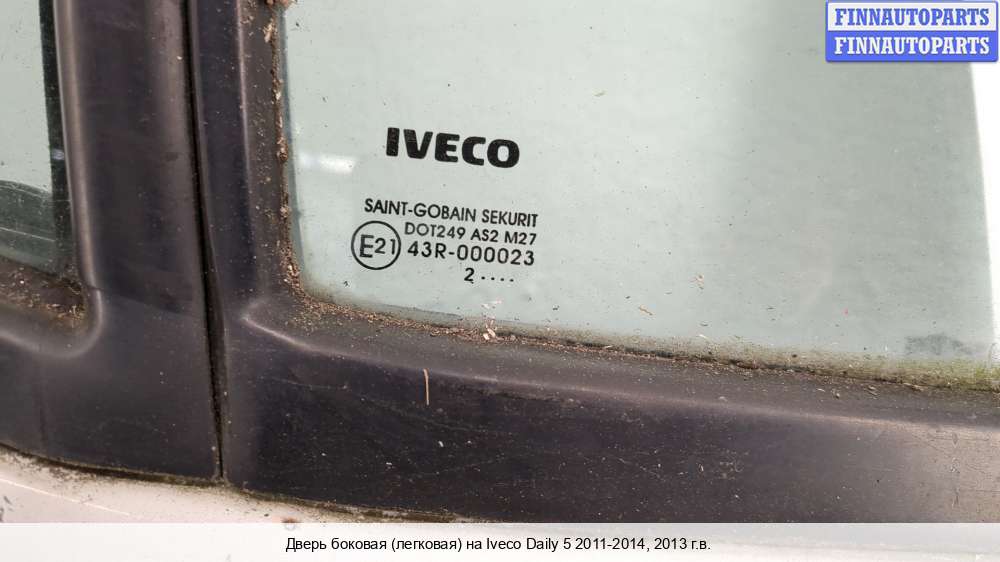 FINNAUTOPARTS
FINNAUTOPARTS
IVECO
SAINT-GOBAIN SEKURIT
DOT249 AS2 M27
E21 43R-000023
2 ....
Дверь боковая (легковая) на Iveco Daily 5 2011-2014, 2013 г.в.